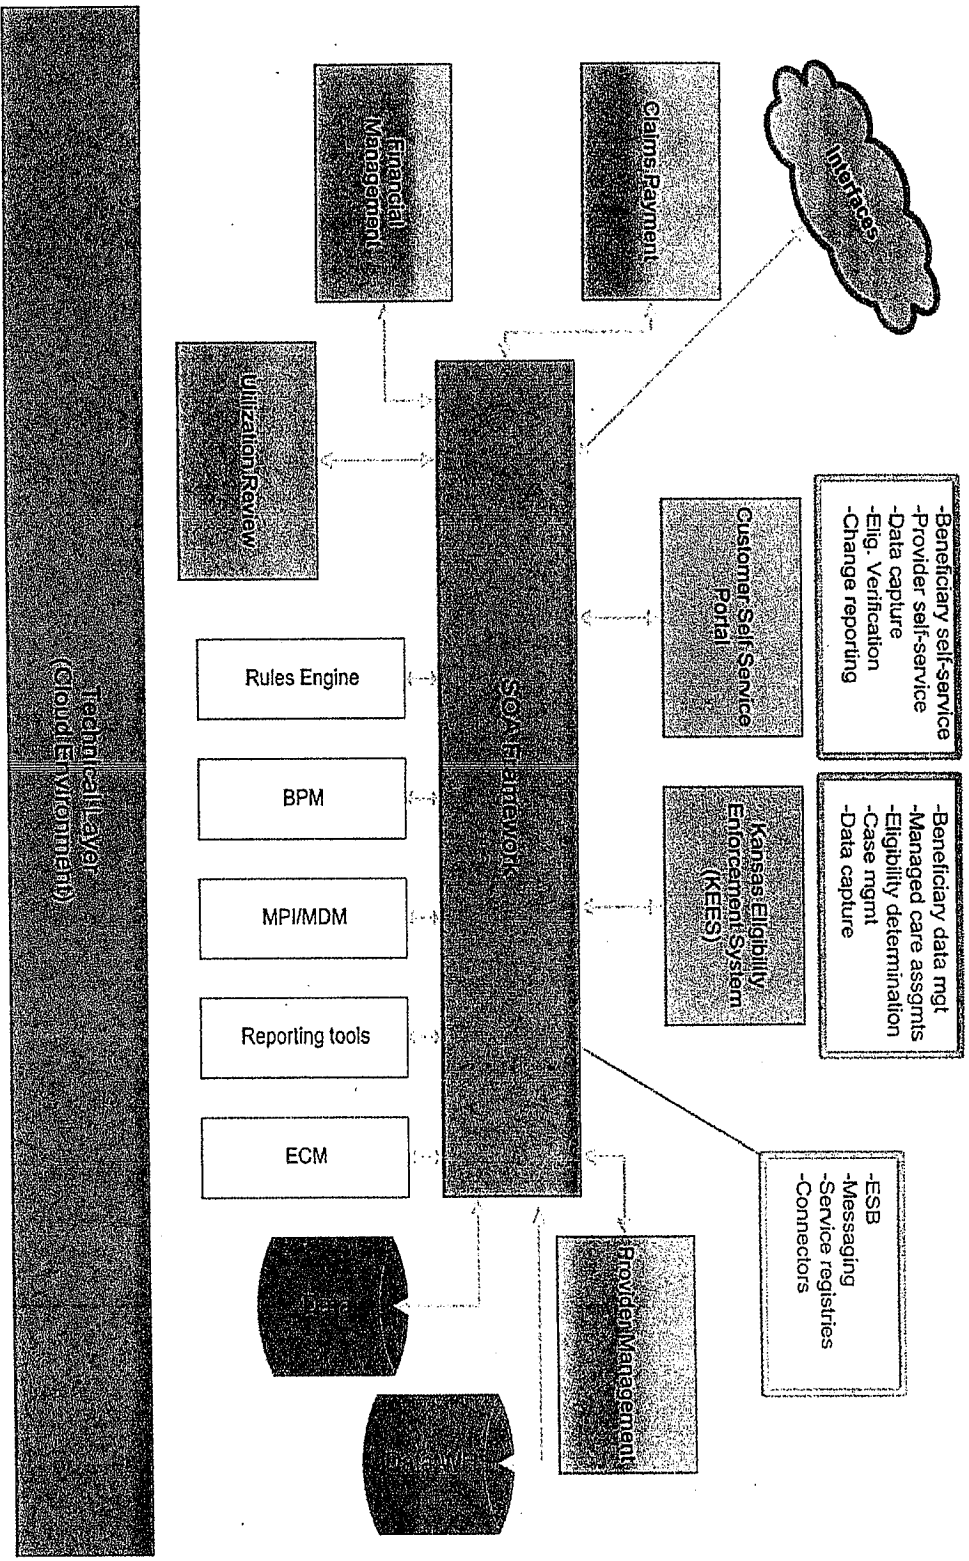 Interfaces
-Beneficiary self-service
-Provider self-service
-Data capture
-Elig. Verification
-Change reporting
-Beneficiary data mgt
-Managed care assgmts
-Eligibility determination
-Case mgmt
-Data capture
-ESB
-Messaging
-Service registries
-Connectors
Claims Payment
Customer Self-Service
Portal
Kansas Eligibility
Enforcement System
(KEES)
Provider Management
SOA Framework
Financial
Management
Utilization Review
Rules Engine
BPM
MPI/MDM
Reporting tools
ECM
Data
Data
Technical Layer
(Cloud Environment)